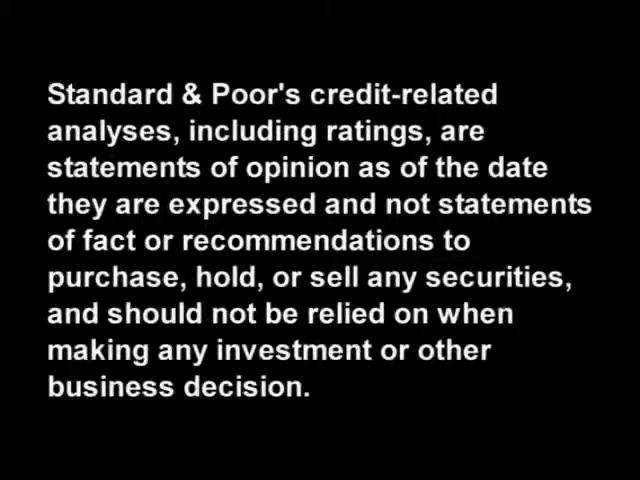 Standard & Poor's credit-related
analyses, including ratings, are
statements of opinion as of the date
they are expressed and not statements
of fact or recommendations to
purchase, hold, or sell any securities,
and should not be relied on when
making any investment or other
business decision.